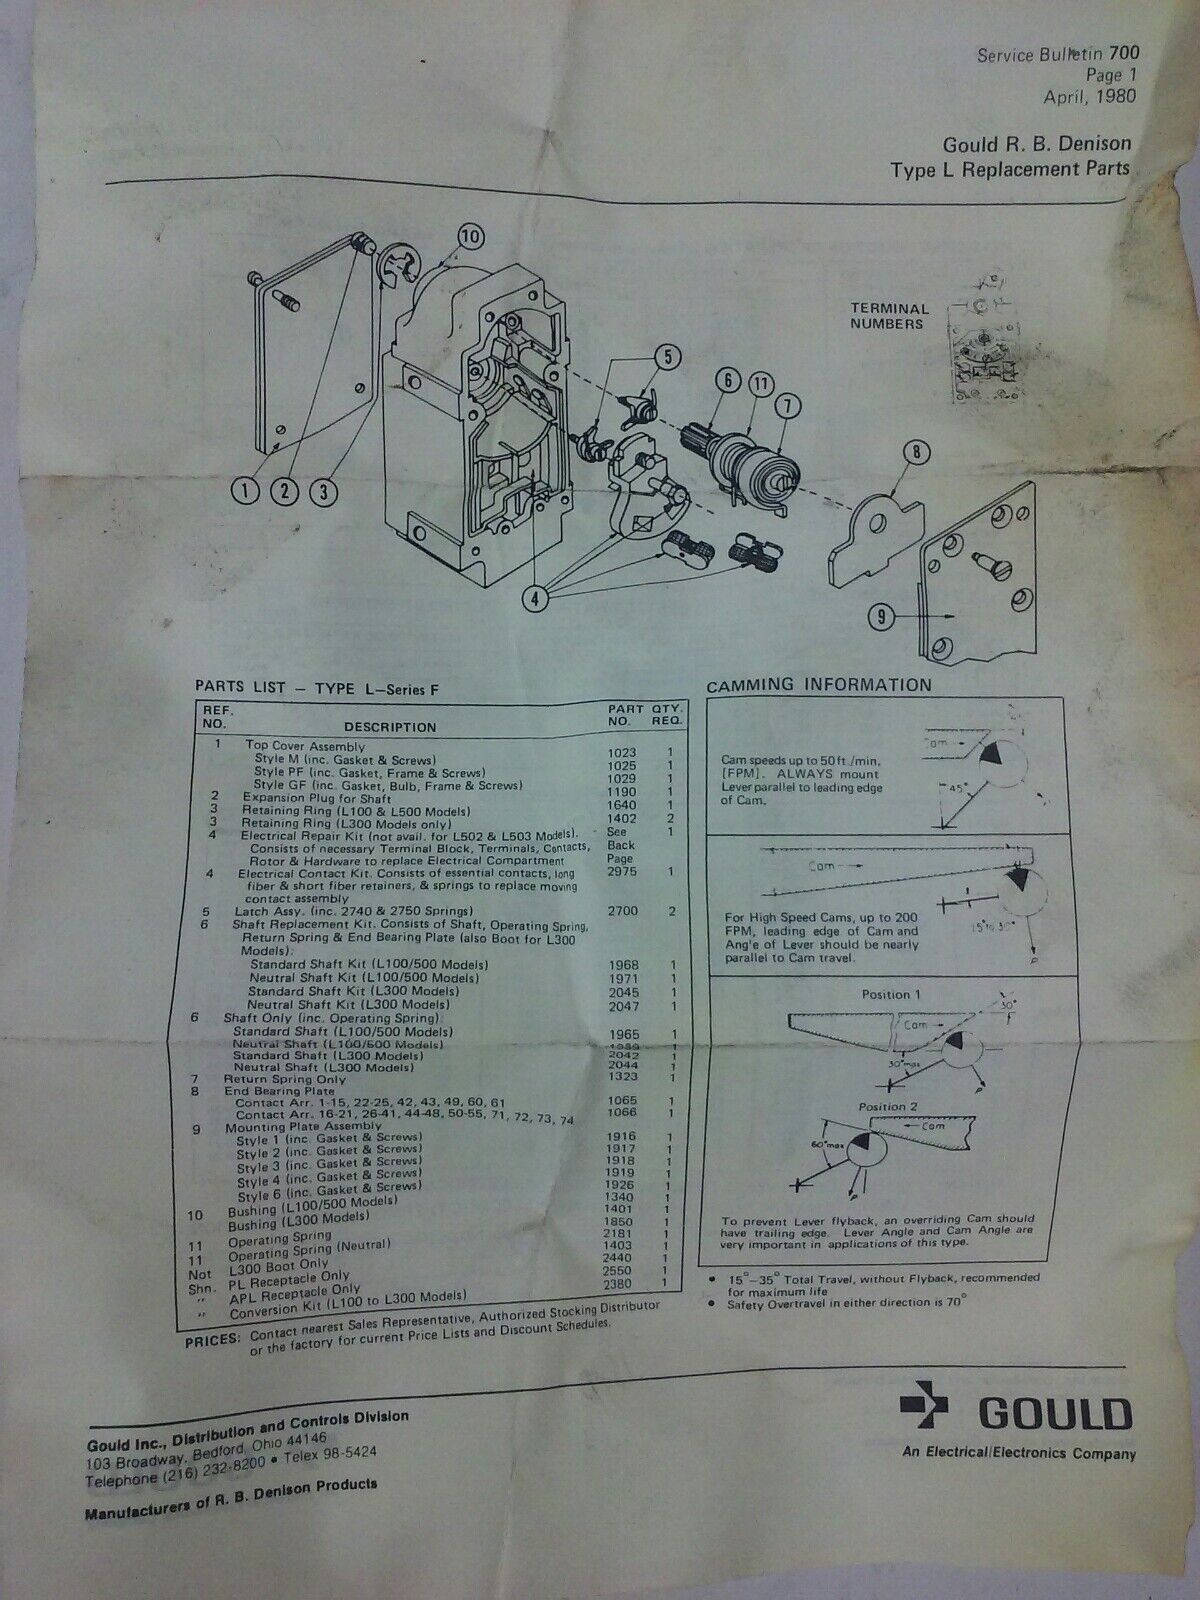 Service Bulletin 700
Page 1
April, 1980
Gould R. B. Denison
Type L Replacement Parts
10
TERMINAL
NUMBERS
5
6
11
7
8
1
2
3
4
9
PARTS LIST – TYPE L–Series F
REF. NO. DESCRIPTION PART NO. QTY. REQ.
1 Top Cover Assembly
Style M (inc. Gasket & Screws) 1023 1
Style PF (inc. Gasket, Frame & Screws) 1025 1
Style GF (inc. Gasket, Bulb, Frame & Screws) 1029 1
2 Expansion Plug for Shaft 1190 1
3 Retaining Ring (L100 & L500 Models) 1640 1
3 Retaining Ring (L300 Models only) 1402 2
4 Electrical Repair Kit (not avail. for L502 & L503 Models). See 1
Consists of necessary Terminal Block, Terminals, Contacts, Back
Rotor & Hardware to replace Electrical Compartment Page
4 Electrical Contact Kit. Consists of essential contacts, long 2975 1
fiber & short fiber retainers, & springs to replace moving
contact assembly
5 Latch Assy. (inc. 2740 & 2750 Springs) 2700 2
6 Shaft Replacement Kit. Consists of Shaft, Operating Spring,
Return Spring & End Bearing Plate (also Boot for L300
Models):
Standard Shaft Kit (L100/500 Models) 1968 1
Neutral Shaft Kit (L100/500 Models) 1971 1
Standard Shaft Kit (L300 Models) 2045 1
Neutral Shaft Kit (L300 Models) 2047 1
6 Shaft Only (inc. Operating Spring):
Standard Shaft (L100/500 Models) 1965 1
Neutral Shaft (L100/500 Models) 1
Standard Shaft (L300 Models) 2042 1
Neutral Shaft (L300 Models) 2044 1
7 Return Spring Only 1323 1
8 End Bearing Plate
Contact Arr. 1-15, 22-25, 42, 43, 49, 60, 61 1065 1
Contact Arr. 16-21, 26-41, 44-48, 50-55, 71, 72, 73, 74 1066 1
9 Mounting Plate Assembly
Style 1 (inc. Gasket & Screws) 1916 1
Style 2 (inc. Gasket & Screws) 1917 1
Style 3 (inc. Gasket & Screws) 1918 1
Style 4 (inc. Gasket & Screws) 1919 1
Style 6 (inc. Gasket & Screws) 1926 1
10 Bushing (L100/500 Models) 1340 1
Bushing (L300 Models) 1401 1
11 Operating Spring 1850 1
11 Operating Spring (Neutral) 2181 1
Not L300 Boot Only 1403 1
Shn. PL Receptacle Only 2440 1
" APL Receptacle Only 2550 1
" Conversion Kit (L100 to L300 Models) 2380 1
PRICES: Contact nearest Sales Representative, Authorized Stocking Distributor
or the factory for current Price Lists and Discount Schedules.
CAMMING INFORMATION
Cam
45°
Cam speeds up to 50 ft./min.
[FPM]. ALWAYS mount
Lever parallel to leading edge
of Cam.
Cam
15° to 30°
P
For High Speed Cams, up to 200
FPM, leading edge of Cam and
Ang'e of Lever should be nearly
parallel to Cam travel.
Position 1
30°
Cam
30° max
P
Position 2
Cam
60° max
P
To prevent Lever flyback, an overriding Cam should
have trailing edge. Lever Angle and Cam Angle are
very important in applications of this type.
• 15°–35° Total Travel, without Flyback, recommended
for maximum life
• Safety Overtravel in either direction is 70°
Gould Inc., Distribution and Controls Division
103 Broadway, Bedford, Ohio 44146
Telephone (216) 232-8200 • Telex 98-5424
Manufacturers of R. B. Denison Products
GOULD
An Electrical/Electronics Company